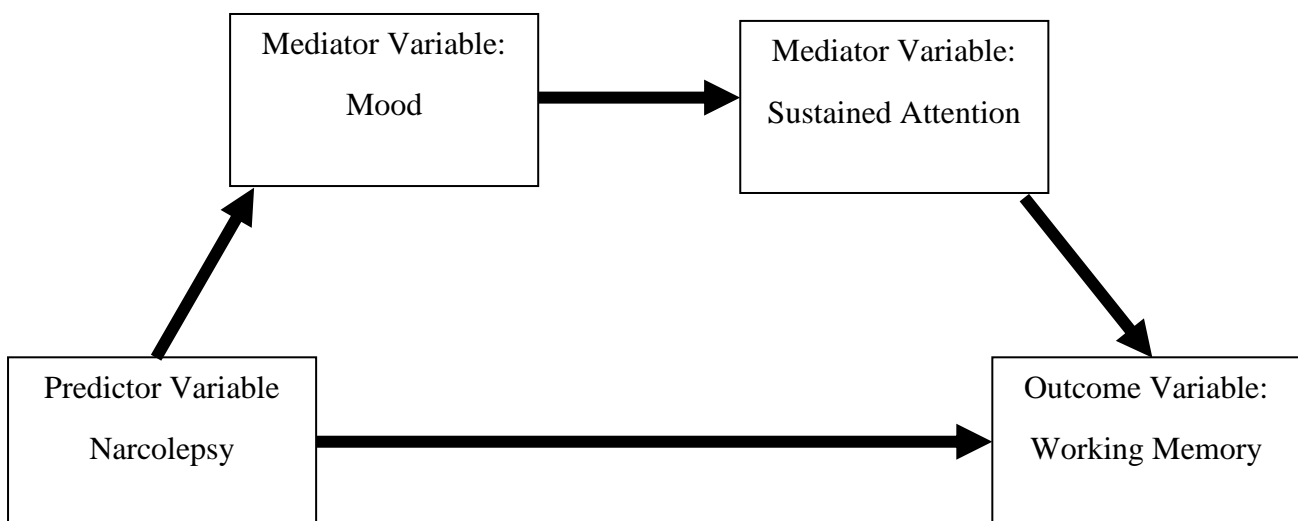 Mediator Variable:
Mood
Mediator Variable:
Sustained Attention
Predictor Variable
Narcolepsy
Outcome Variable:
Working Memory